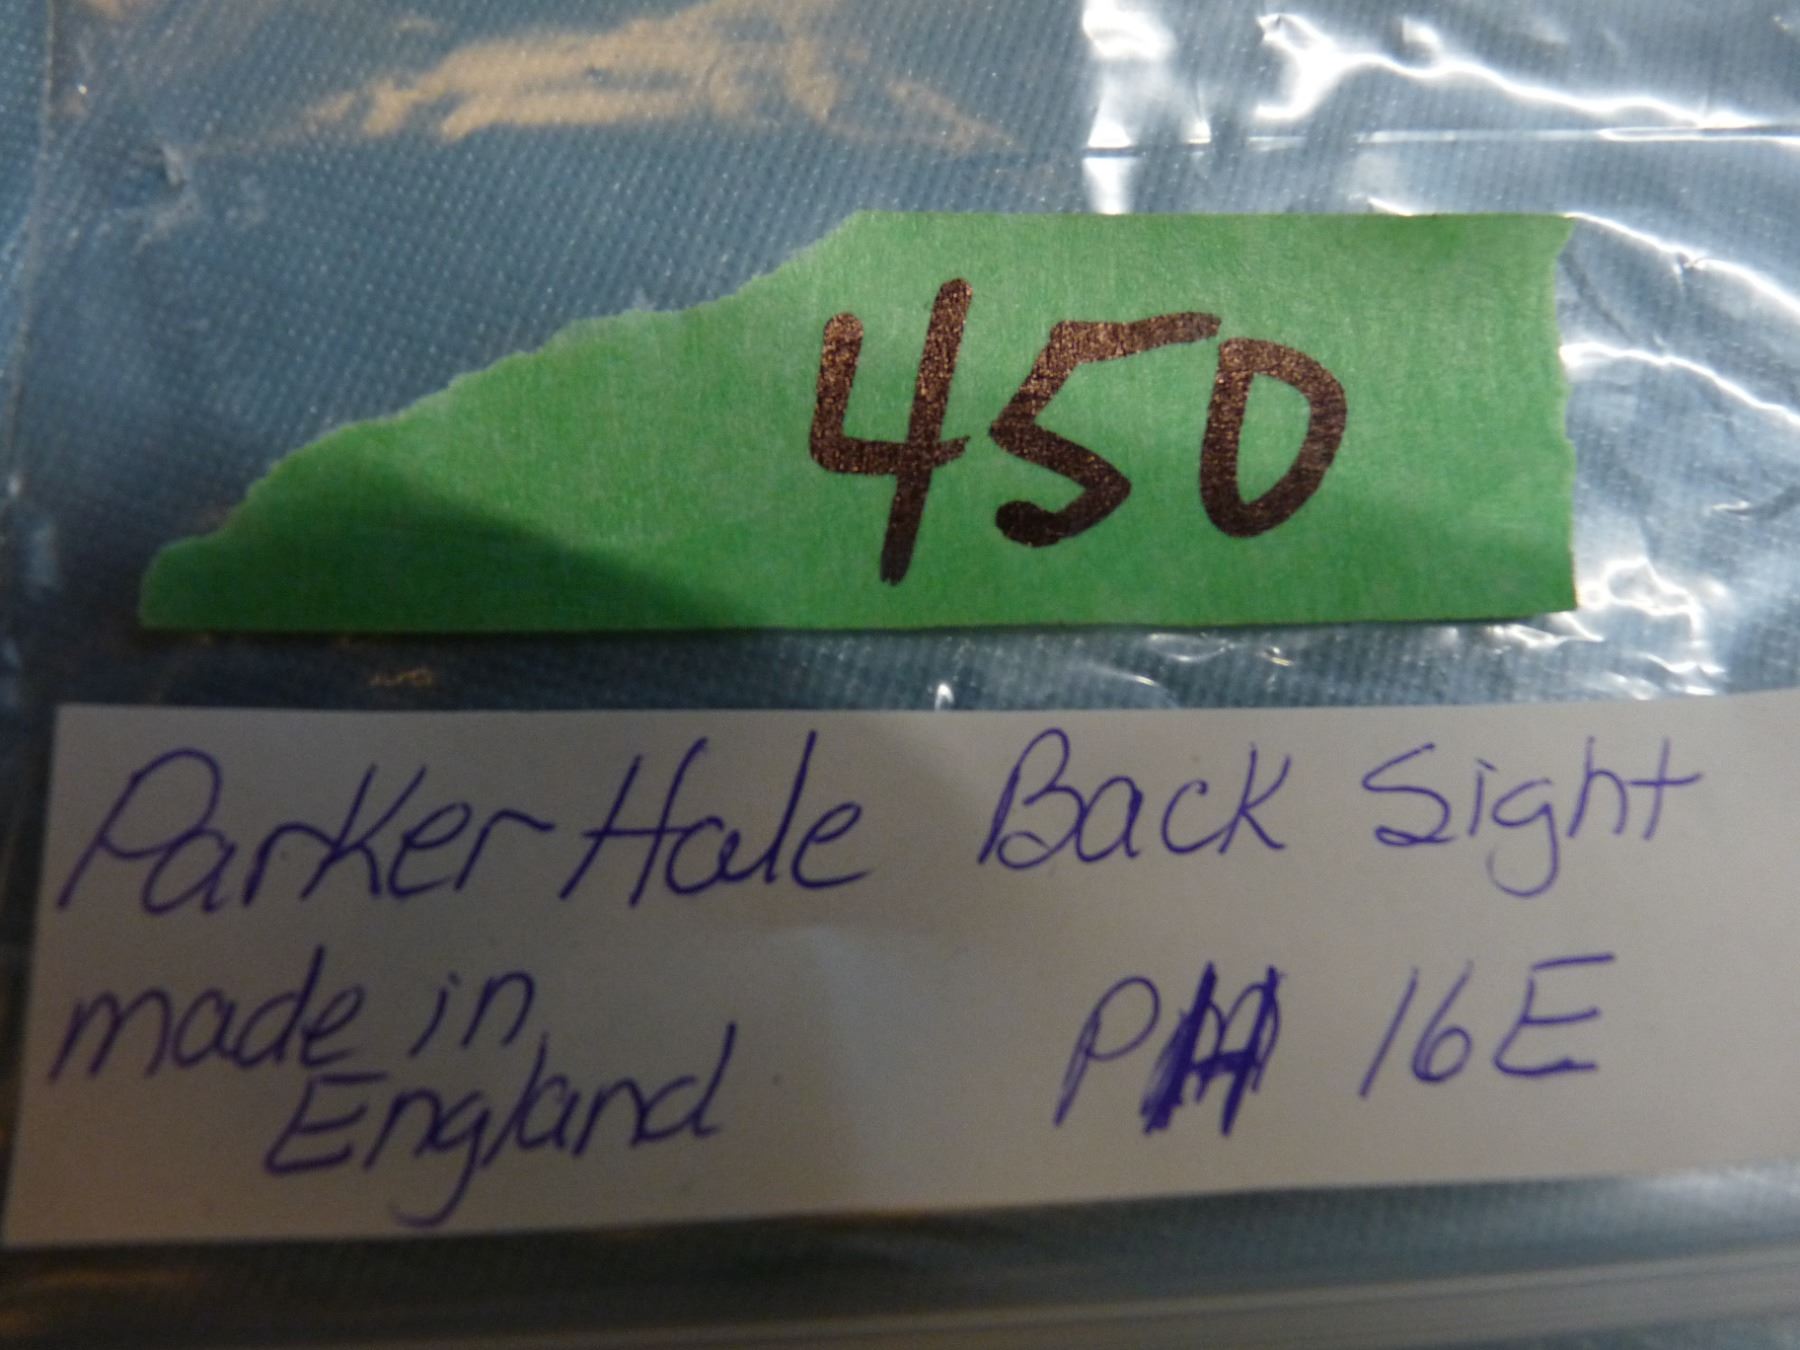 450
Parker Hale Back Sight
made in PH 16E
England